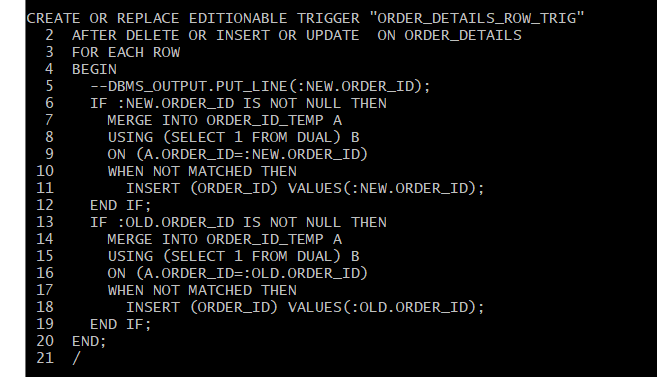 CREATE OR REPLACE EDITIONABLE TRIGGER "ORDER_DETAILS_ROW_TRIG"
  2  AFTER DELETE OR INSERT OR UPDATE  ON ORDER_DETAILS
  3  FOR EACH ROW
  4  BEGIN
  5    --DBMS_OUTPUT.PUT_LINE(:NEW.ORDER_ID);
  6    IF :NEW.ORDER_ID IS NOT NULL THEN
  7      MERGE INTO ORDER_ID_TEMP A
  8      USING (SELECT 1 FROM DUAL) B
  9      ON (A.ORDER_ID=:NEW.ORDER_ID)
 10      WHEN NOT MATCHED THEN
 11        INSERT (ORDER_ID) VALUES(:NEW.ORDER_ID);
 12    END IF;
 13    IF :OLD.ORDER_ID IS NOT NULL THEN
 14      MERGE INTO ORDER_ID_TEMP A
 15      USING (SELECT 1 FROM DUAL) B
 16      ON (A.ORDER_ID=:OLD.ORDER_ID)
 17      WHEN NOT MATCHED THEN
 18        INSERT (ORDER_ID) VALUES(:OLD.ORDER_ID);
 19    END IF;
 20  END;
 21  /